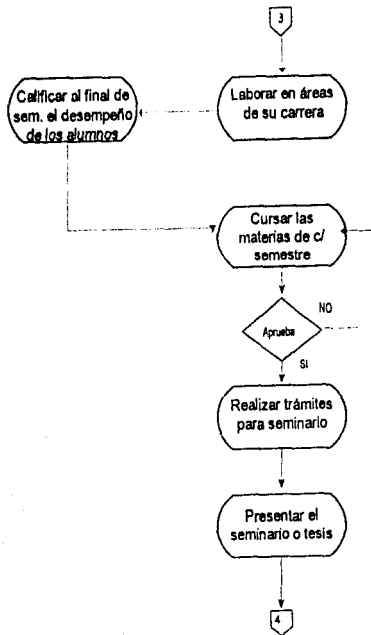 3
Laborar en áreas
de su carrera
Calificar al final de
sem. el desempeño
de los alumnos
Cursar las
materias de c/
semestre
Aprueba
NO
SI
Realizar trámites
para seminario
Presentar el
seminario o tesis
4